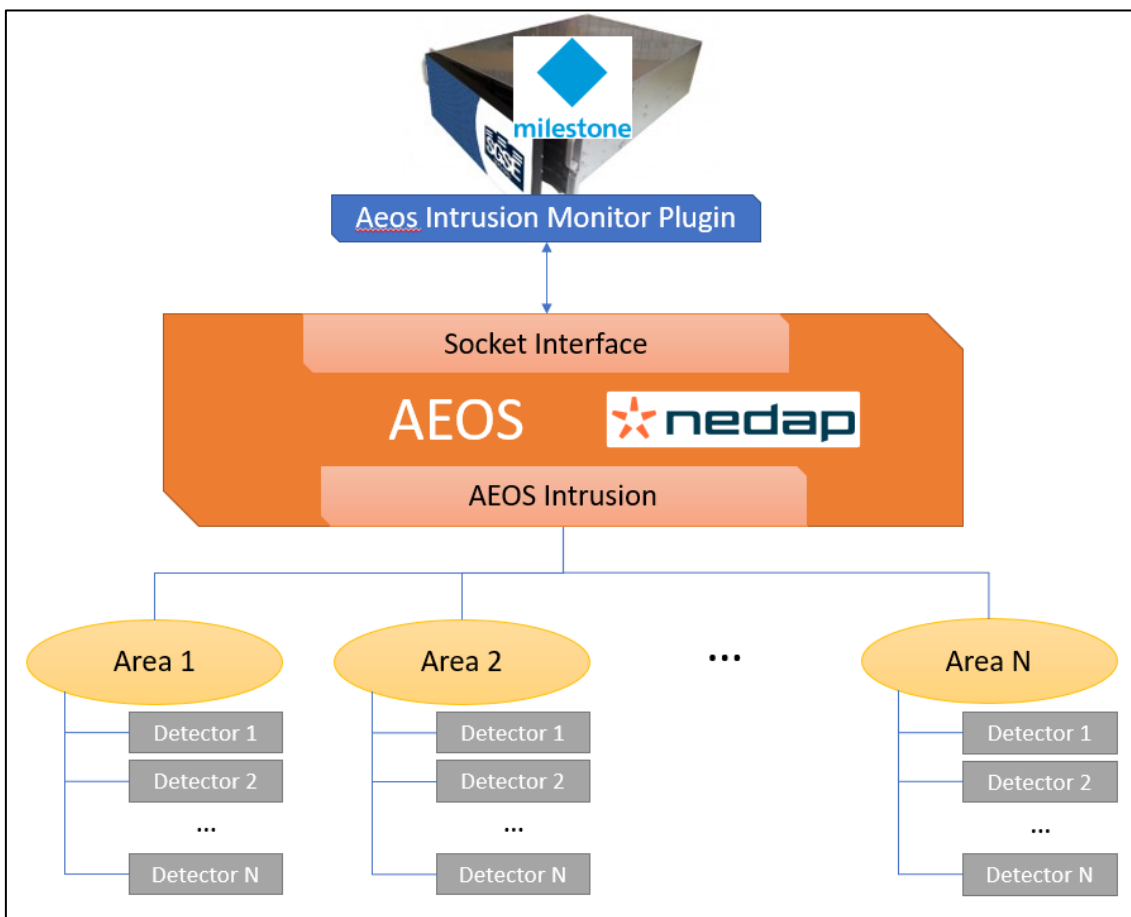 milestone
SGSE
Aeos Intrusion Monitor Plugin
Socket Interface
AEOS
nedap
AEOS Intrusion
Area 1
Area 2
...
Area N
Detector 1
Detector 2
...
Detector N
Detector 1
Detector 2
...
Detector N
Detector 1
Detector 2
...
Detector N